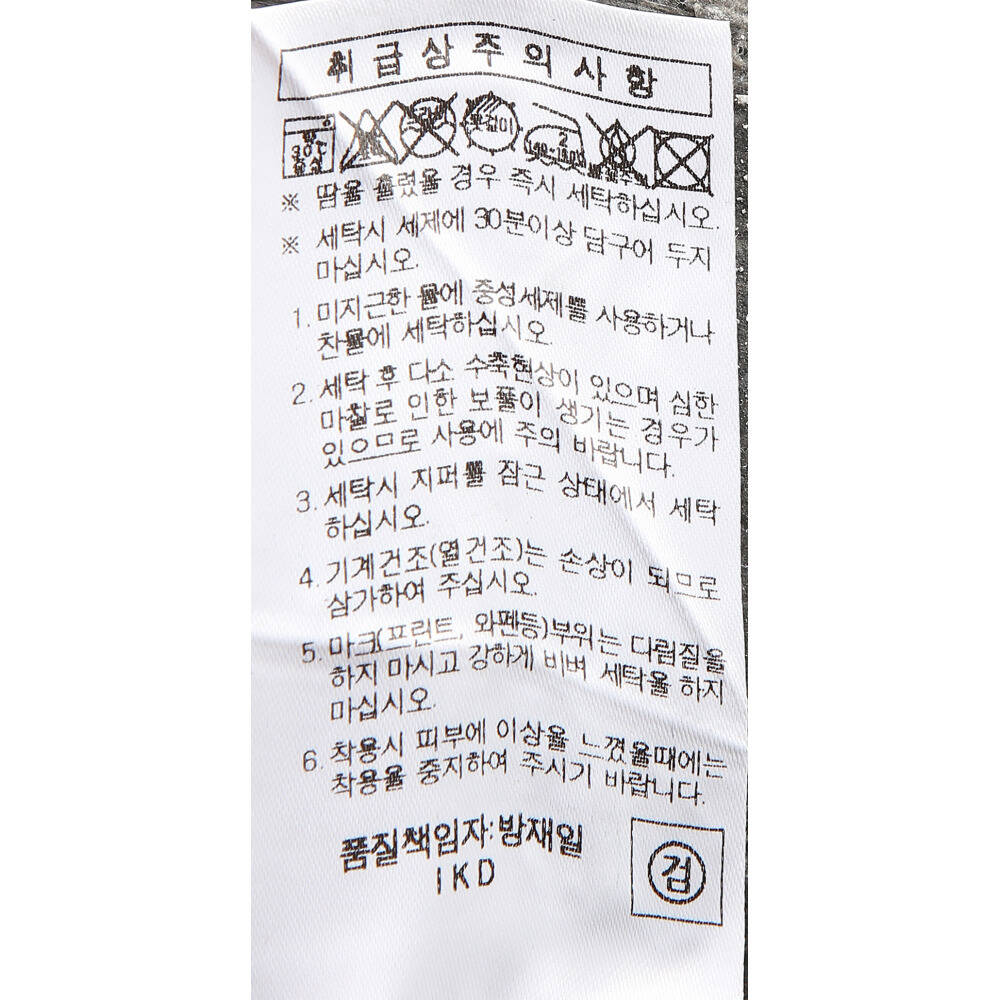 취급상주의사항
약
30℃
중성
옷걸이
2
140~160℃
※ 땀을 흘렸을 경우 즉시 세탁하십시오.
※ 세탁시 세제에 30분이상 담구어 두지
마십시오.
1. 미지근한 물에 중성세제를 사용하거나
찬물에 세탁하십시오.
2. 세탁 후 다소 수축현상이 있으며 심한
마찰로 인한 보풀이 생기는 경우가
있으므로 사용에 주의 바랍니다.
3. 세탁시 지퍼를 잠근 상태에서 세탁
하십시오.
4. 기계건조(열건조)는 손상이 되므로
삼가하여 주십시오.
5. 마크(프린트, 와펜등)부위는 다림질을
하지 마시고 강하게 비벼 세탁을 하지
마십시오.
6. 착용시 피부에 이상을 느꼈을때에는
착용을 중지하여 주시기 바랍니다.
품질책임자:방재일
IKD
검